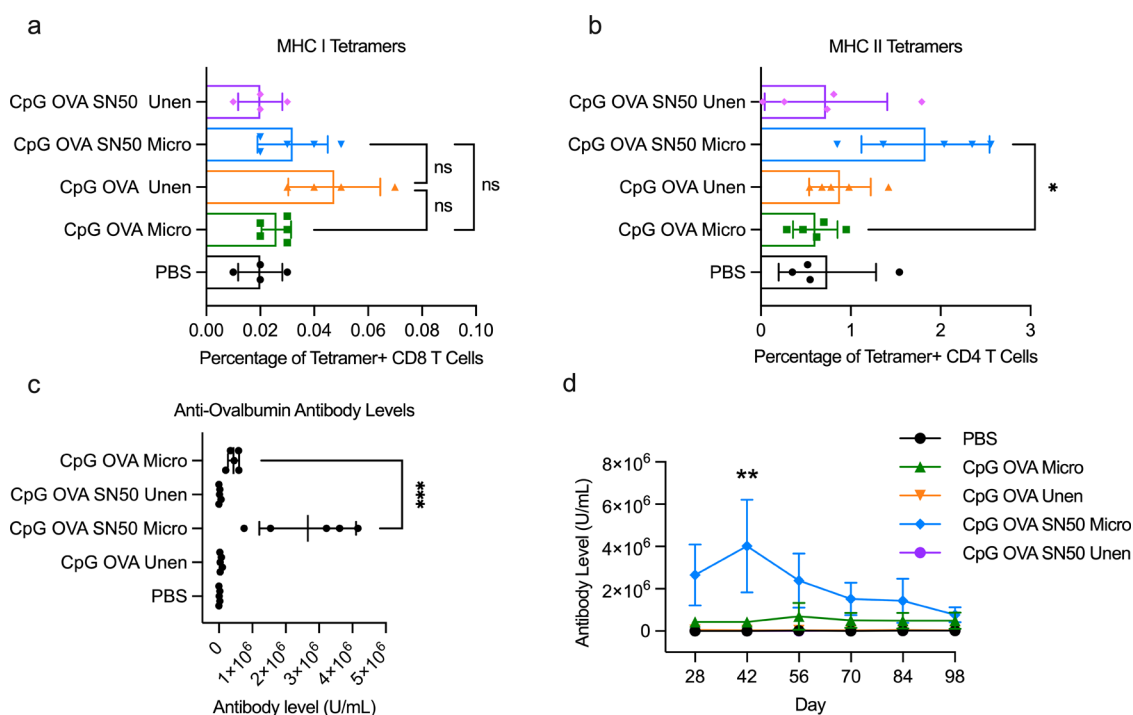 a
MHC I Tetramers
CpG OVA SN50  Unen
CpG OVA SN50 Micro
CpG OVA  Unen
CpG OVA Micro
PBS
ns
ns
ns
0.00 0.02 0.04 0.06 0.08 0.10
Percentage of Tetramer+ CD8 T Cells
b
MHC II Tetramers
CpG OVA SN50 Unen
CpG OVA SN50 Micro
CpG OVA Unen
CpG OVA Micro
PBS
*
0 1 2 3
Percentage of Tetramer+ CD4 T Cells
c
Anti-Ovalbumin Antibody Levels
CpG OVA Micro
CpG OVA SN50 Unen
CpG OVA SN50 Micro
CpG OVA Unen
PBS
***
0 1×10⁶ 2×10⁶ 3×10⁶ 4×10⁶ 5×10⁶
Antibody level (U/mL)
d
PBS
CpG OVA Micro
CpG OVA Unen
CpG OVA SN50 Micro
CpG OVA SN50 Unen
**
Antibody Level (U/mL)
8×10⁶
6×10⁶
4×10⁶
2×10⁶
0
28 42 56 70 84 98
Day